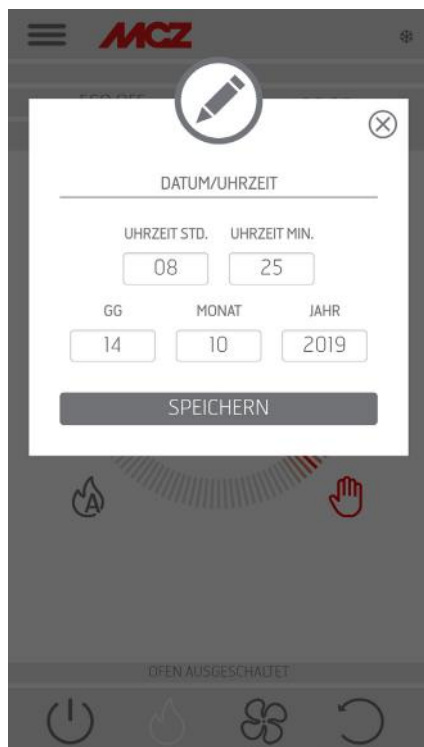 MCZ
DATUM/UHRZEIT
UHRZEIT STD. UHRZEIT MIN.
08 25
GG MONAT JAHR
14 10 2019
SPEICHERN
A
OFEN AUSGESCHALTET